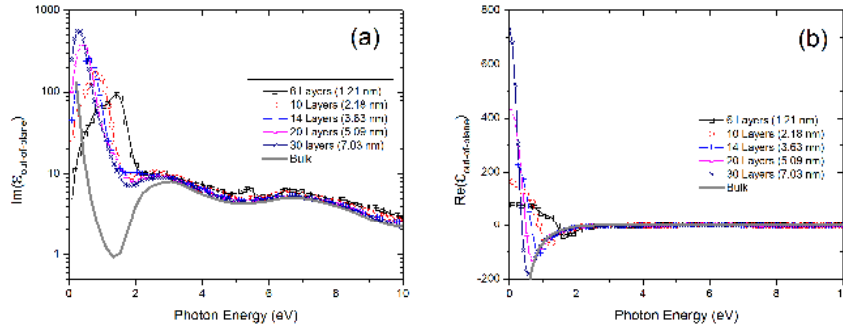 (a)
1000
100
10
1
Im(ε out-of-plane)
6 Layers (1.21 nm)
10 Layers (2.18 nm)
14 Layers (3.63 nm)
20 Layers (5.09 nm)
30 layers (7.03 nm)
Bulk
0 2 4 6 8 10
Photon Energy (eV)
(b)
800
600
400
200
0
-200
Re(ε out-of-plane)
6 Layers (1.21 nm)
10 Layers (2.18 nm)
14 Layers (3.63 nm)
20 Layers (5.09 nm)
30 Layers (7.03 nm)
Bulk
0 2 4 6 8 10
Photon Energy (eV)